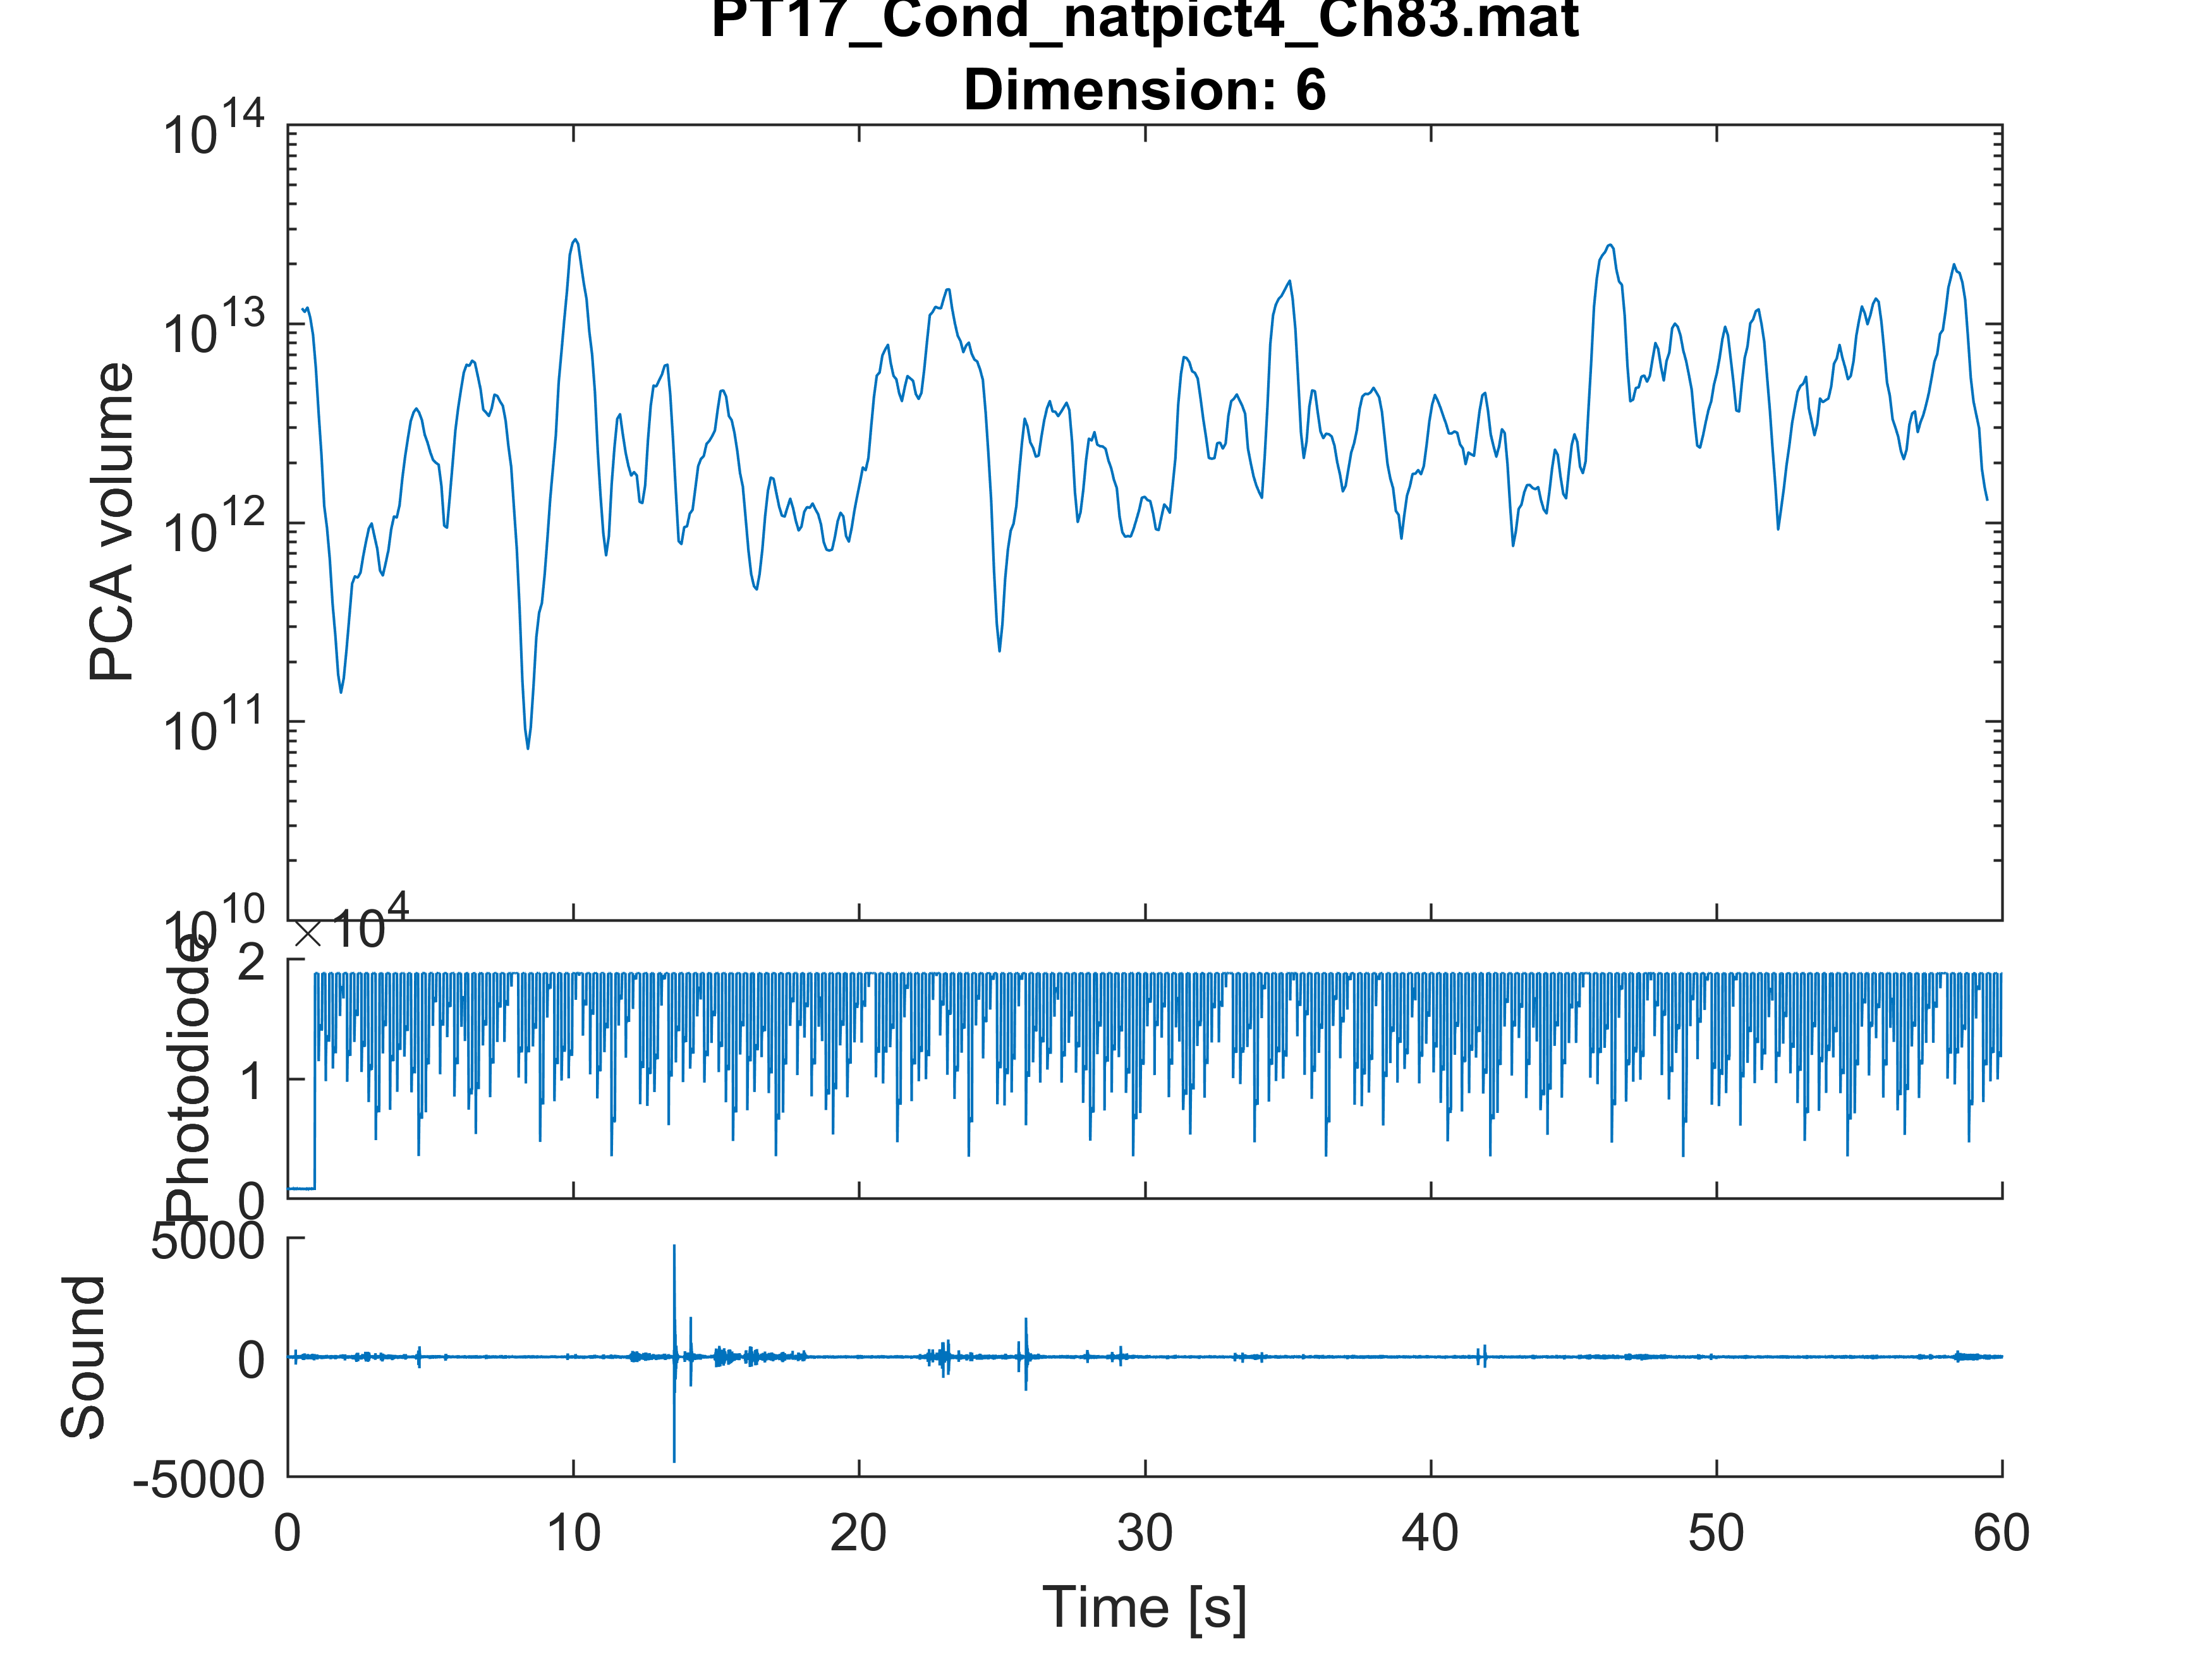 PT17_Cond_natpict4_Ch83.mat
Dimension: 6
10^14
10^13
10^12
10^11
10^10
PCA volume
× 10^4
2
1
0
Photodiode
5000
0
-5000
Sound
0 10 20 30 40 50 60
Time [s]